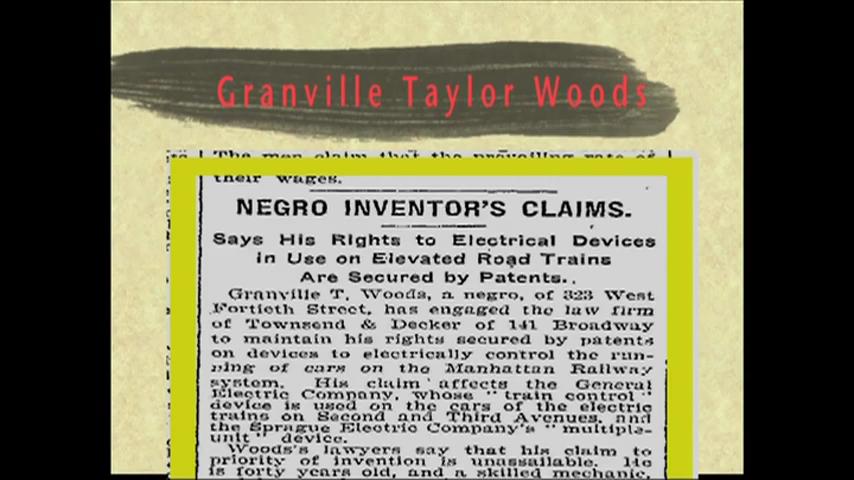 Granville Taylor Woods
The men claim that the prevailing rate of
their wages.
NEGRO INVENTOR'S CLAIMS.
Says His Rights to Electrical Devices
in Use on Elevated Road Trains
Are Secured by Patents.
Granville T. Woods, a negro, of 323 West
Fortieth Street, has engaged the law firm
of Townsend & Decker of 141 Broadway
to maintain his rights secured by patents
on devices to electrically control the run-
ning of cars on the Manhattan Railway
system. His claim affects the General
Electric Company, whose "train control"
device is used on the cars of the electric
trains on Second and Third Avenues, and
the Sprague Electric Company's "multiple-
unit" device.
Woods's lawyers say that his claim to
priority of invention is unassailable. He
is forty years old, and a skilled mechanic,